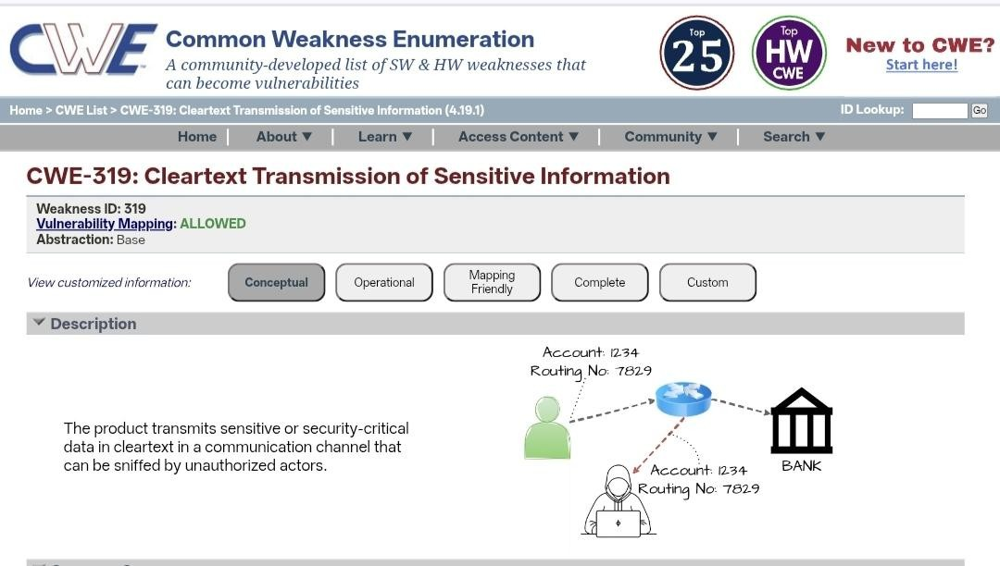 CWE
Common Weakness Enumeration
A community-developed list of SW & HW weaknesses that
can become vulnerabilities
Top
25
Top
HW
CWE
New to CWE?
Start here!
Home > CWE List > CWE-319: Cleartext Transmission of Sensitive Information (4.19.1)
ID Lookup:
Go
Home About ▼ Learn ▼ Access Content ▼ Community ▼ Search ▼
CWE-319: Cleartext Transmission of Sensitive Information
Weakness ID: 319
Vulnerability Mapping: ALLOWED
Abstraction: Base
View customized information:
Conceptual
Operational
Mapping
Friendly
Complete
Custom
Description
The product transmits sensitive or security-critical
data in cleartext in a communication channel that
can be sniffed by unauthorized actors.
Account: 1234
Routing No: 7829
BANK
Account: 1234
Routing No: 7829